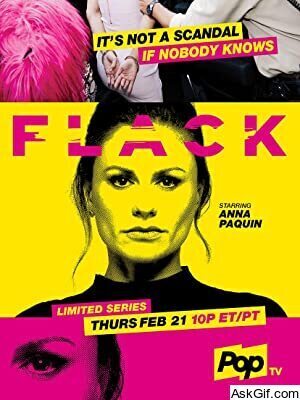 IT'S NOT A SCANDAL
IF NOBODY KNOWS
FLACK
STARRING
ANNA
PAQUIN
LIMITED SERIES
THURS FEB 21 10P ET/PT
Pop
TV
AskGif.com